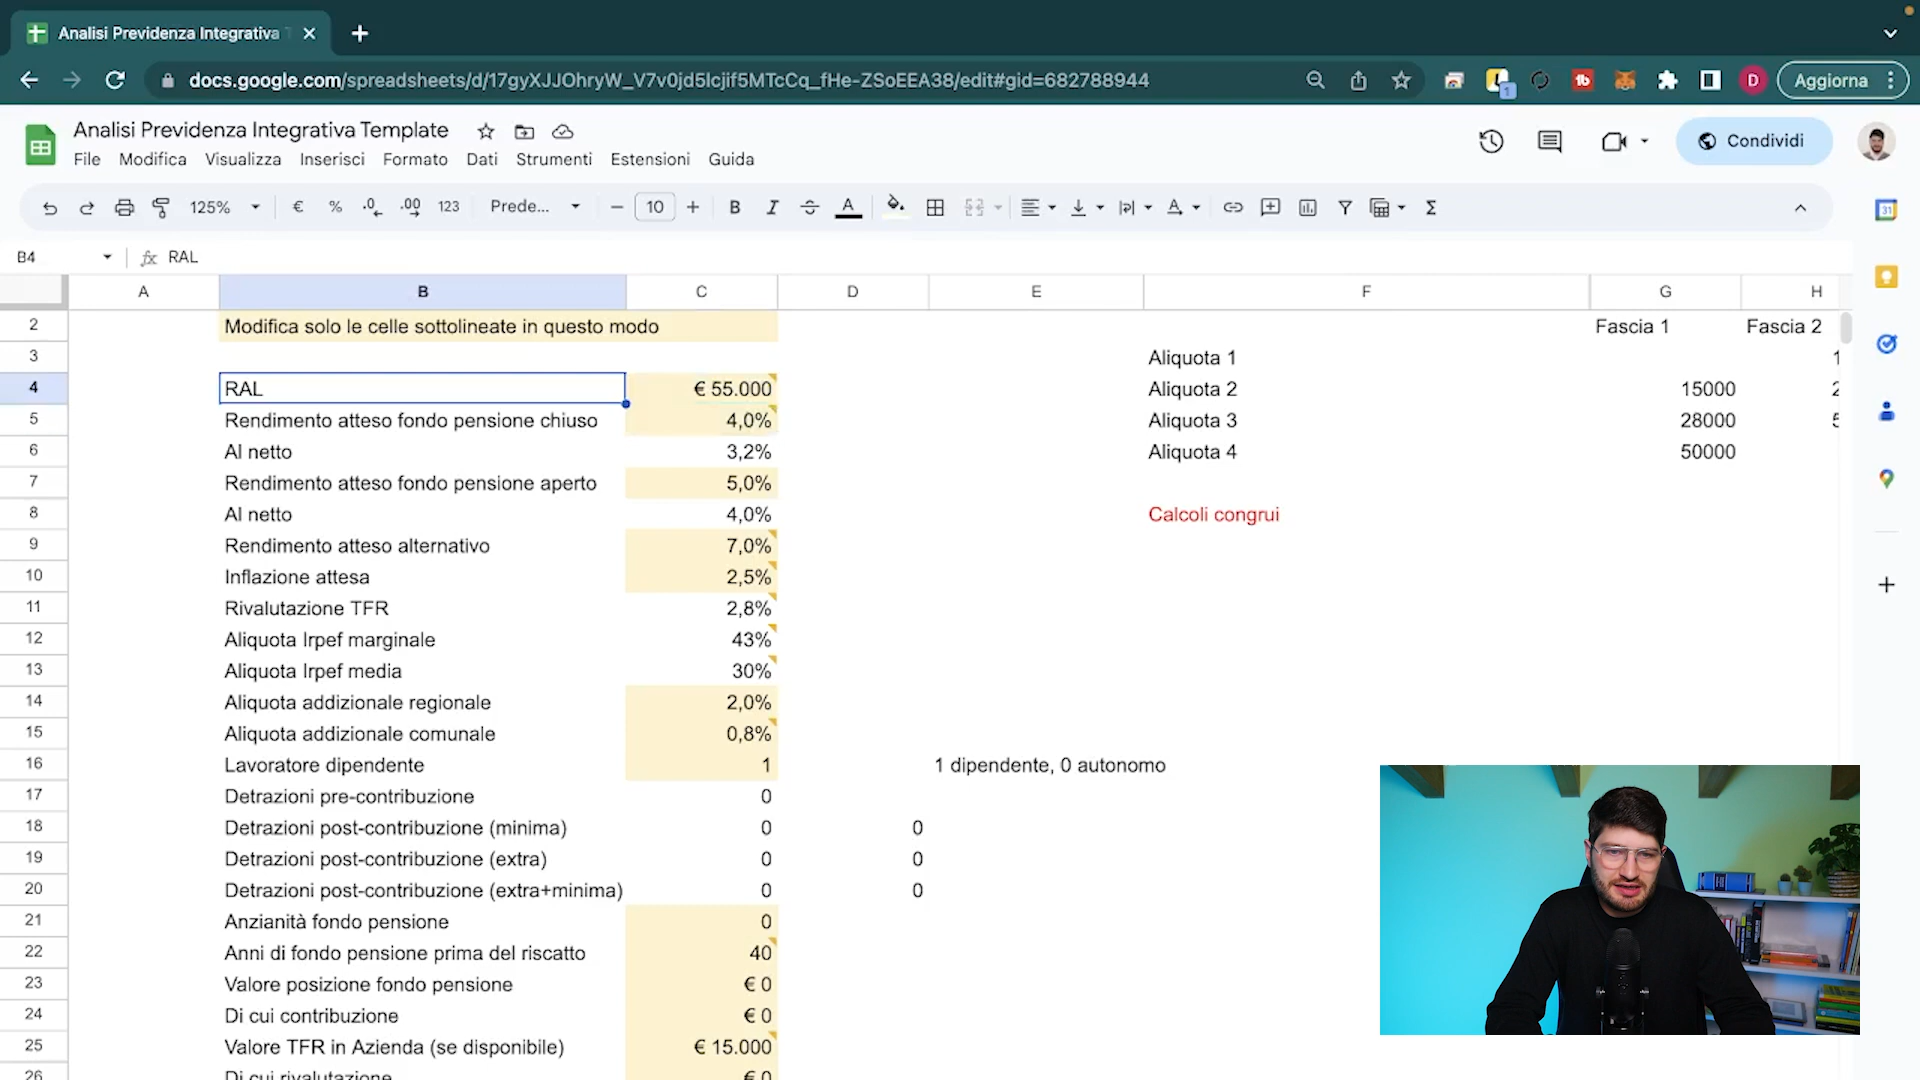 Analisi Previdenza Integrativa T
docs.google.com/spreadsheets/d/17gyXJJOhryW_V7v0jd5lcjif5MTcCq_fHe-ZSoEEA38/edit#gid=682788944
1
D
Aggiorna
Analisi Previdenza Integrativa Template
File Modifica Visualizza Inserisci Formato Dati Strumenti Estensioni Guida
Condividi
125% € % .0 .00 123 Prede... 10 B I A Σ
31
B4 fx RAL
A B C D E F G H
2 Modifica solo le celle sottolineate in questo modo Fascia 1 Fascia 2
3 Aliquota 1 1
4 RAL € 55.000 Aliquota 2 15000 2
5 Rendimento atteso fondo pensione chiuso 4,0% Aliquota 3 28000 5
6 Al netto 3,2% Aliquota 4 50000
7 Rendimento atteso fondo pensione aperto 5,0%
8 Al netto 4,0% Calcoli congrui
9 Rendimento atteso alternativo 7,0%
10 Inflazione attesa 2,5%
11 Rivalutazione TFR 2,8%
12 Aliquota Irpef marginale 43%
13 Aliquota Irpef media 30%
14 Aliquota addizionale regionale 2,0%
15 Aliquota addizionale comunale 0,8%
16 Lavoratore dipendente 1 1 dipendente, 0 autonomo
17 Detrazioni pre-contribuzione 0
18 Detrazioni post-contribuzione (minima) 0 0
19 Detrazioni post-contribuzione (extra) 0 0
20 Detrazioni post-contribuzione (extra+minima) 0 0
21 Anzianità fondo pensione 0
22 Anni di fondo pensione prima del riscatto 40
23 Valore posizione fondo pensione € 0
24 Di cui contribuzione € 0
25 Valore TFR in Azienda (se disponibile) € 15.000
26 Di cui rivalutazione € 0